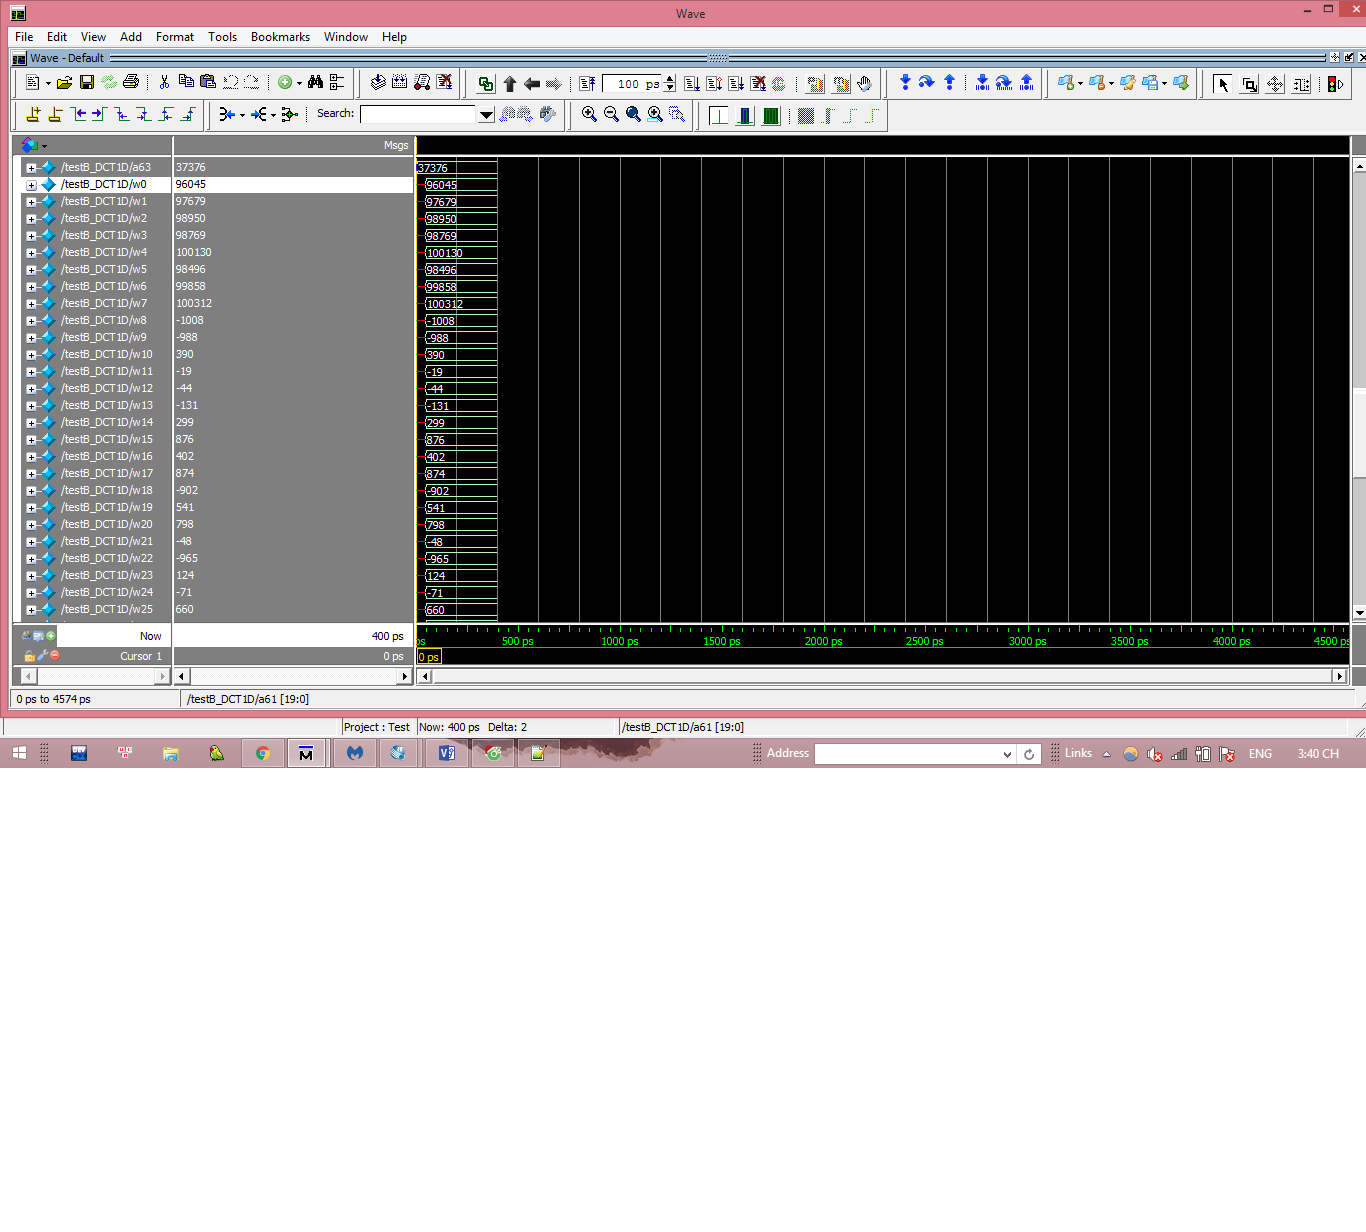 Wave
File Edit View Add Format Tools Bookmarks Window Help
Wave - Default
100 ps
Search:
Msgs
/testB_DCT1D/a63 37376 37376
/testB_DCT1D/w0 96045 96045
/testB_DCT1D/w1 97679 97679
/testB_DCT1D/w2 98950 98950
/testB_DCT1D/w3 98769 98769
/testB_DCT1D/w4 100130 100130
/testB_DCT1D/w5 98496 98496
/testB_DCT1D/w6 99858 99858
/testB_DCT1D/w7 100312 100312
/testB_DCT1D/w8 -1008 -1008
/testB_DCT1D/w9 -988 -988
/testB_DCT1D/w10 390 390
/testB_DCT1D/w11 -19 -19
/testB_DCT1D/w12 -44 -44
/testB_DCT1D/w13 -131 -131
/testB_DCT1D/w14 299 299
/testB_DCT1D/w15 876 876
/testB_DCT1D/w16 402 402
/testB_DCT1D/w17 874 874
/testB_DCT1D/w18 -902 -902
/testB_DCT1D/w19 541 541
/testB_DCT1D/w20 798 798
/testB_DCT1D/w21 -48 -48
/testB_DCT1D/w22 -965 -965
/testB_DCT1D/w23 124 124
/testB_DCT1D/w24 -71 -71
/testB_DCT1D/w25 660 660
Now 400 ps ps 500 ps 1000 ps 1500 ps 2000 ps 2500 ps 3000 ps 3500 ps 4000 ps 4500 ps
Cursor 1 0 ps 0 ps
0 ps to 4574 ps /testB_DCT1D/a61 [19:0]
Project : Test Now: 400 ps Delta: 2 /testB_DCT1D/a61 [19:0]
Address Links ENG 3:40 CH